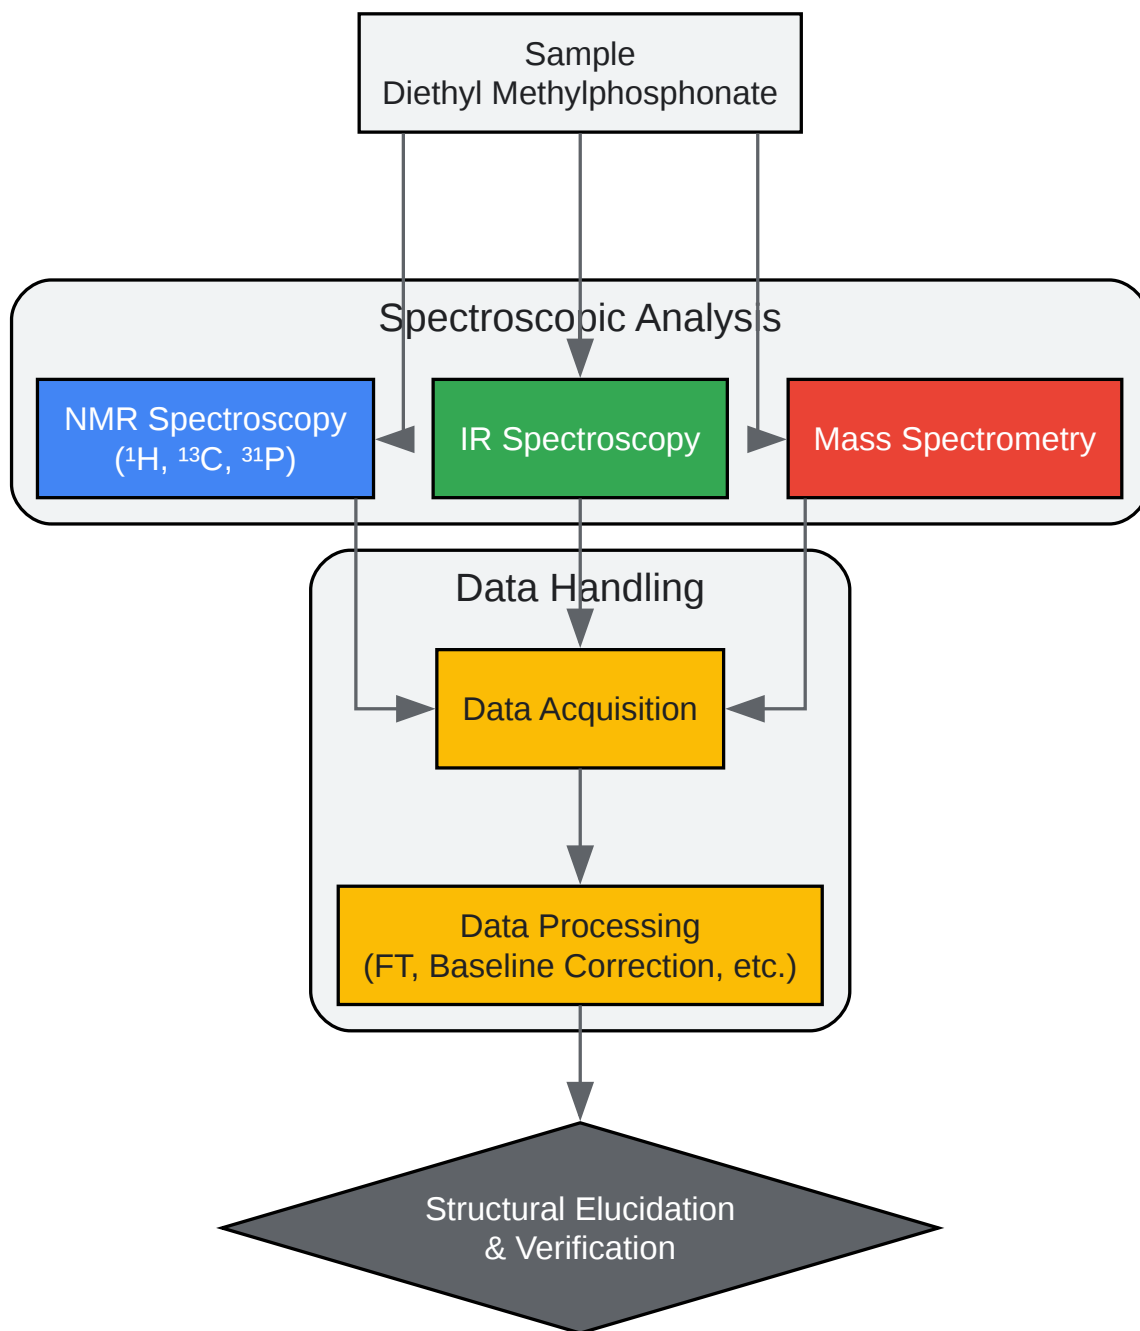 Sample
Diethyl Methylphosphonate
Spectroscopic Analysis
NMR Spectroscopy
(¹H, ¹³C, ³¹P)
IR Spectroscopy
Mass Spectrometry
Data Handling
Data Acquisition
Data Processing
(FT, Baseline Correction, etc.)
Structural Elucidation
& Verification